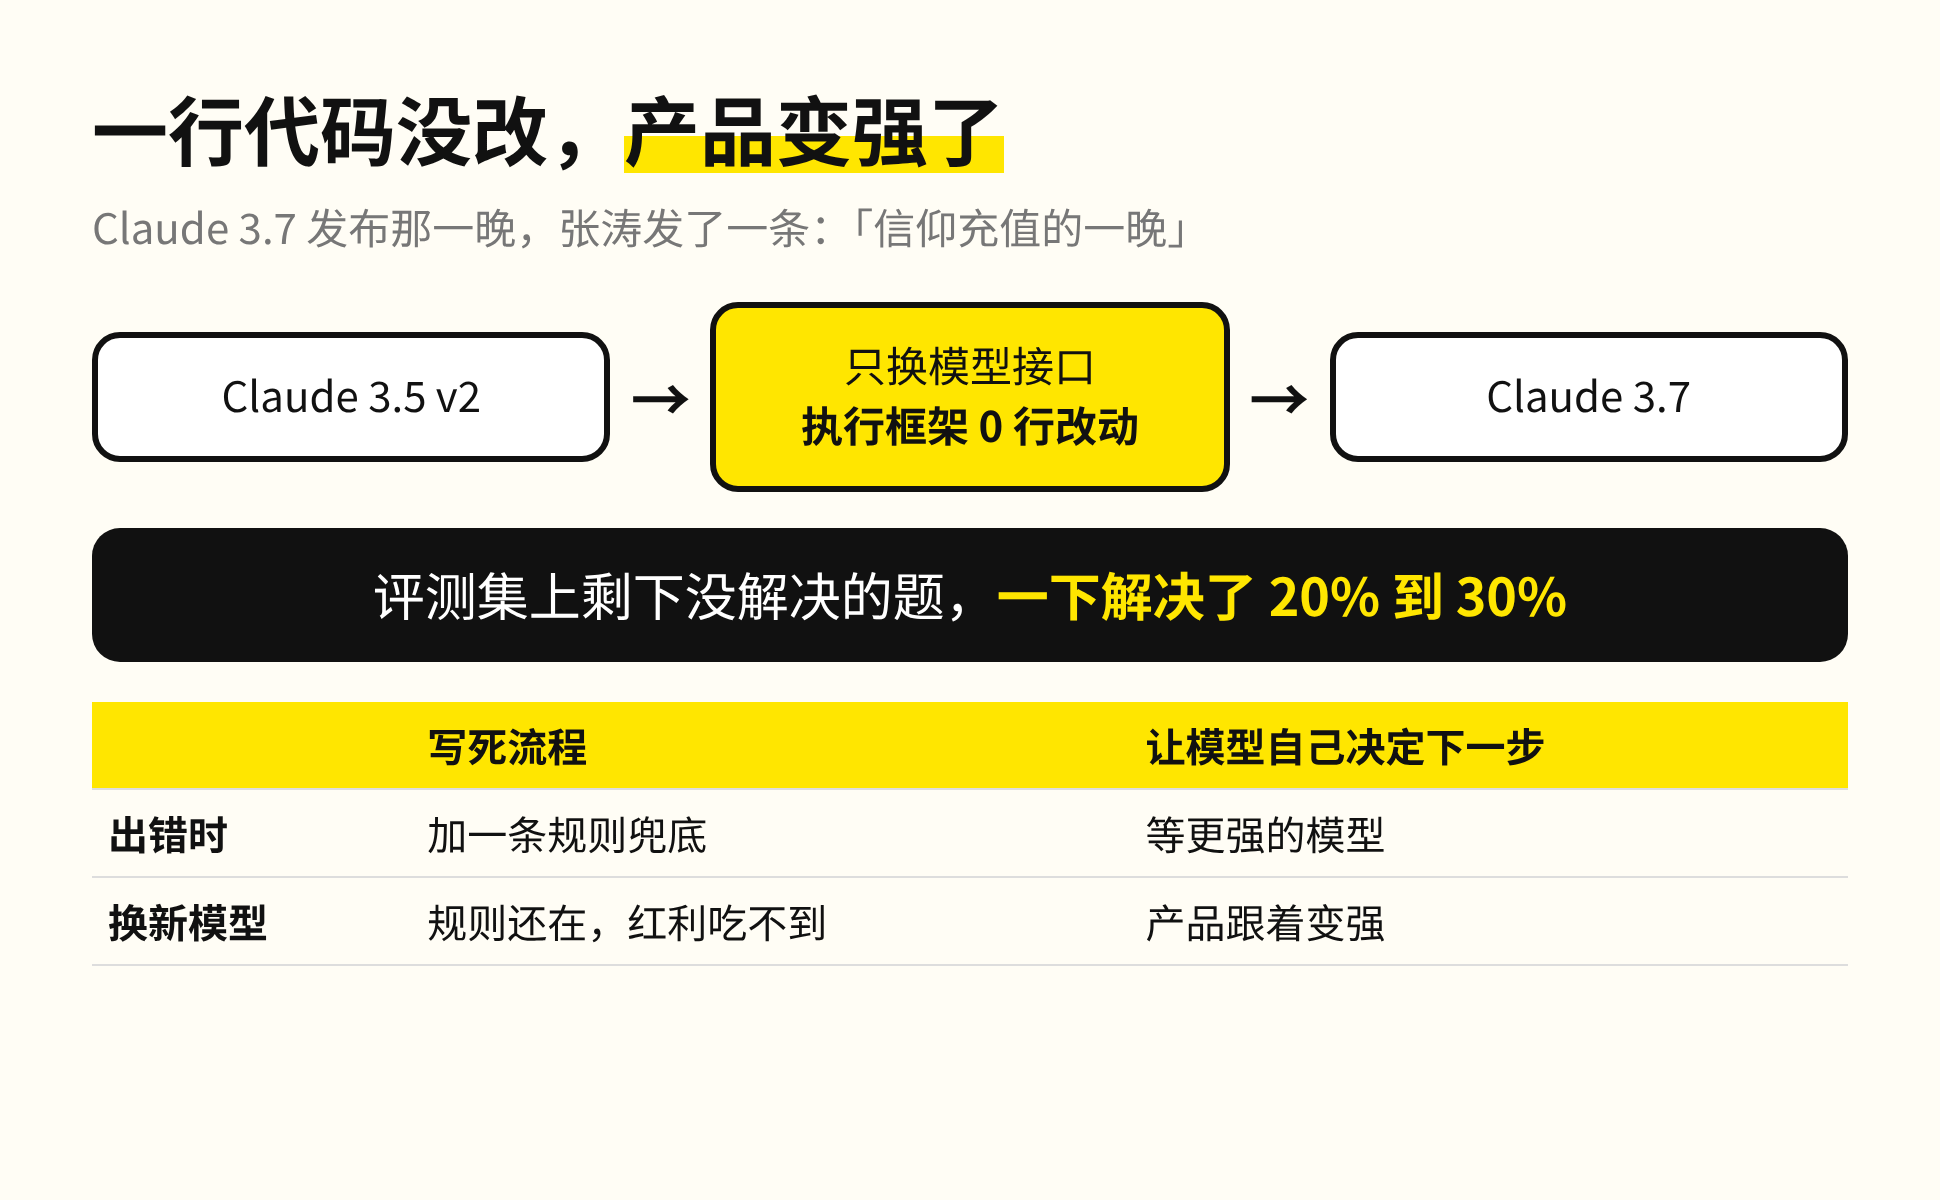 一行代码没改，产品变强了
Claude 3.7 发布那一晚，张涛发了一条：「信仰充值的一晚」
Claude 3.5 v2
→
只换模型接口
执行框架 0 行改动
→
Claude 3.7
评测集上剩下没解决的题，一下解决了 20% 到 30%
写死流程 让模型自己决定下一步
出错时 加一条规则兜底 等更强的模型
换新模型 规则还在，红利吃不到 产品跟着变强